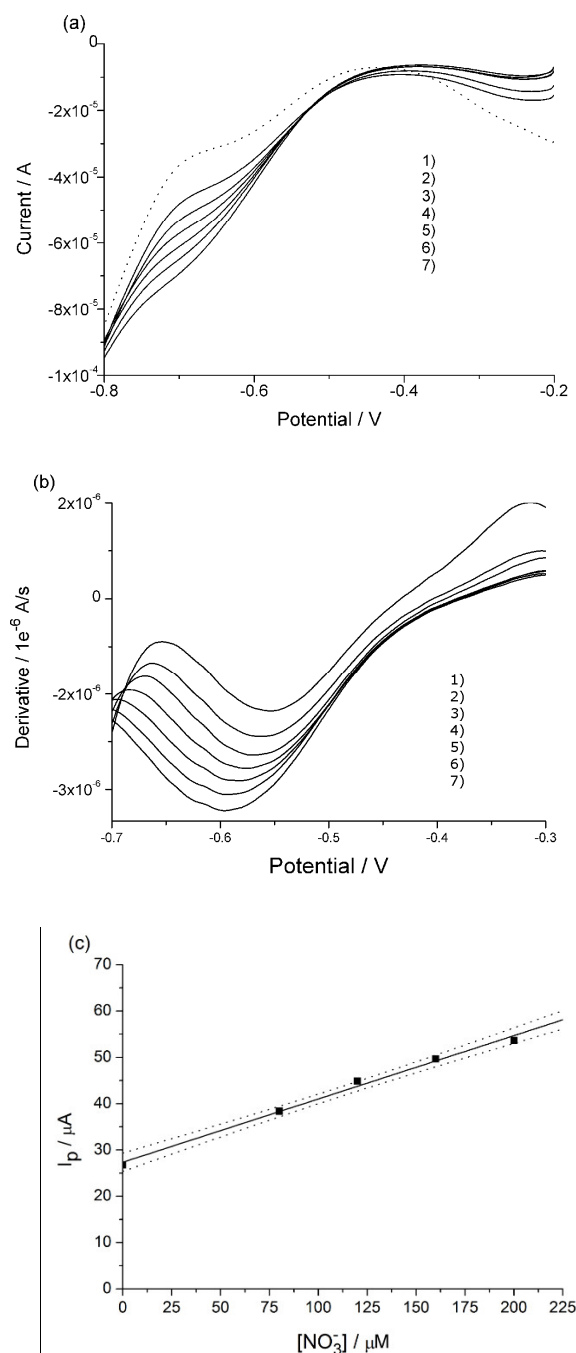 (a)
0
-2x10⁻⁵
-4x10⁻⁵
-6x10⁻⁵
-8x10⁻⁵
-1x10⁻⁴
Current / A
1)
2)
3)
4)
5)
6)
7)
-0.8
-0.6
-0.4
-0.2
Potential / V
(b)
2x10⁻⁶
0
-2x10⁻⁶
-3x10⁻⁶
Derivative / 1e⁻⁶ A/s
1)
2)
3)
4)
5)
6)
7)
-0.7
-0.6
-0.5
-0.4
-0.3
Potential / V
(c)
70
60
50
40
30
20
10
0
Iₚ / μA
0
25
50
75
100
125
150
175
200
225
[NO₃⁻] / μM